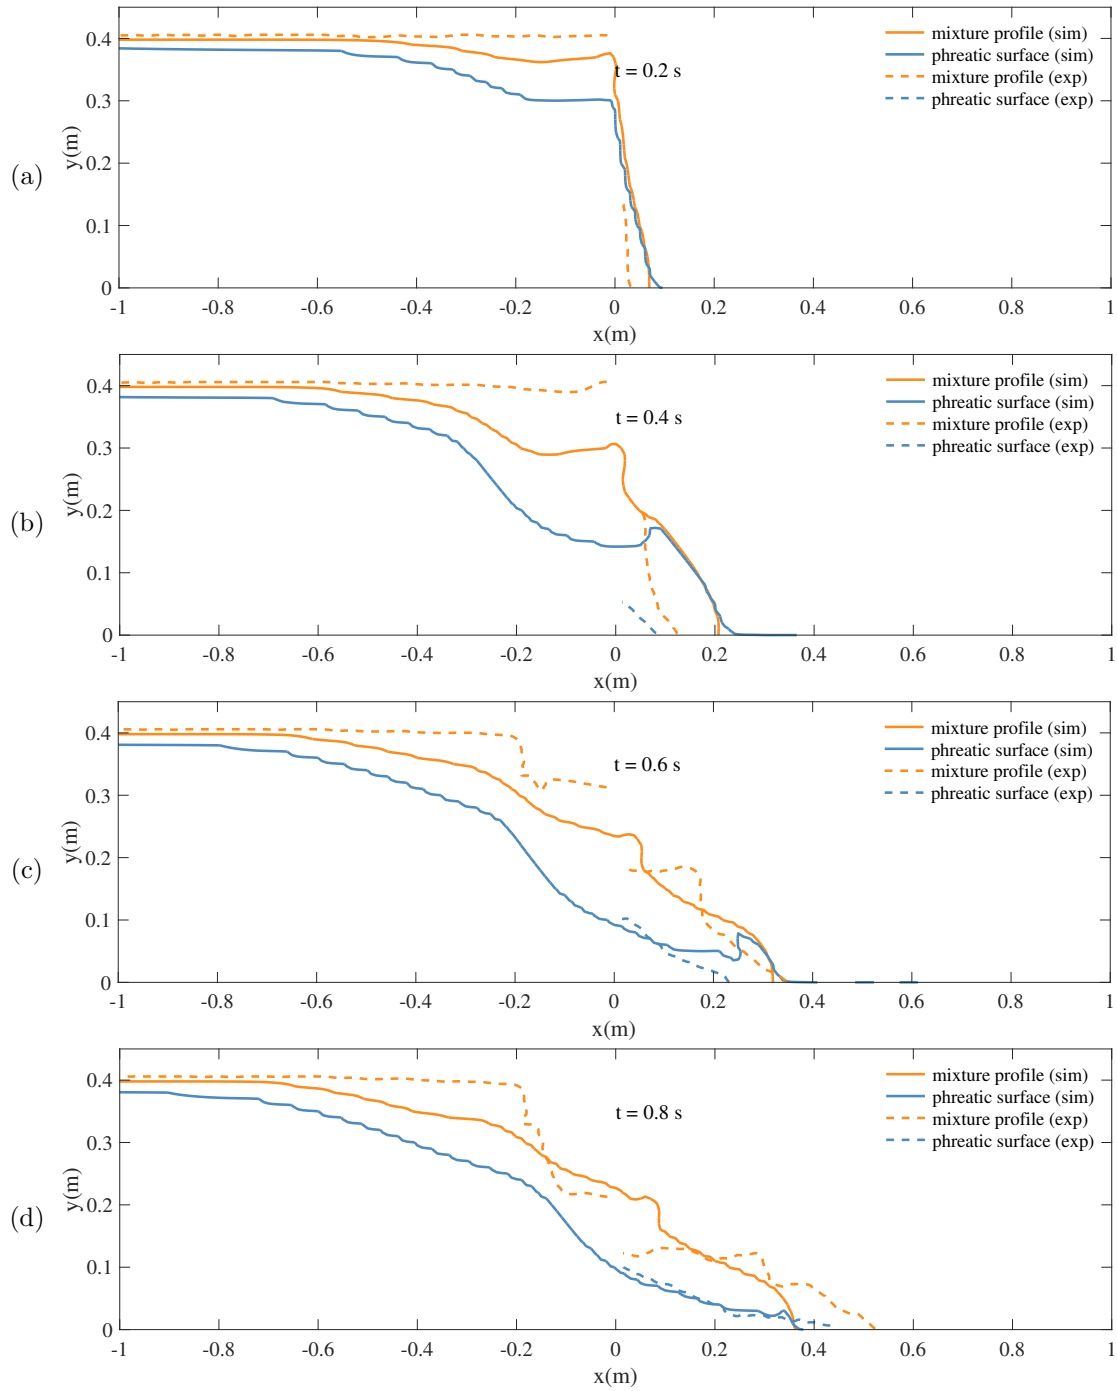 (a)
y(m)
0.4
0.3
0.2
0.1
0
-1 -0.8 -0.6 -0.4 -0.2 0 0.2 0.4 0.6 0.8 1
x(m)
t = 0.2 s
mixture profile (sim)
phreatic surface (sim)
mixture profile (exp)
phreatic surface (exp)
(b)
y(m)
0.4
0.3
0.2
0.1
0
-1 -0.8 -0.6 -0.4 -0.2 0 0.2 0.4 0.6 0.8 1
x(m)
t = 0.4 s
mixture profile (sim)
phreatic surface (sim)
mixture profile (exp)
phreatic surface (exp)
(c)
y(m)
0.4
0.3
0.2
0.1
0
-1 -0.8 -0.6 -0.4 -0.2 0 0.2 0.4 0.6 0.8 1
x(m)
t = 0.6 s
mixture profile (sim)
phreatic surface (sim)
mixture profile (exp)
phreatic surface (exp)
(d)
y(m)
0.4
0.3
0.2
0.1
0
-1 -0.8 -0.6 -0.4 -0.2 0 0.2 0.4 0.6 0.8 1
x(m)
t = 0.8 s
mixture profile (sim)
phreatic surface (sim)
mixture profile (exp)
phreatic surface (exp)